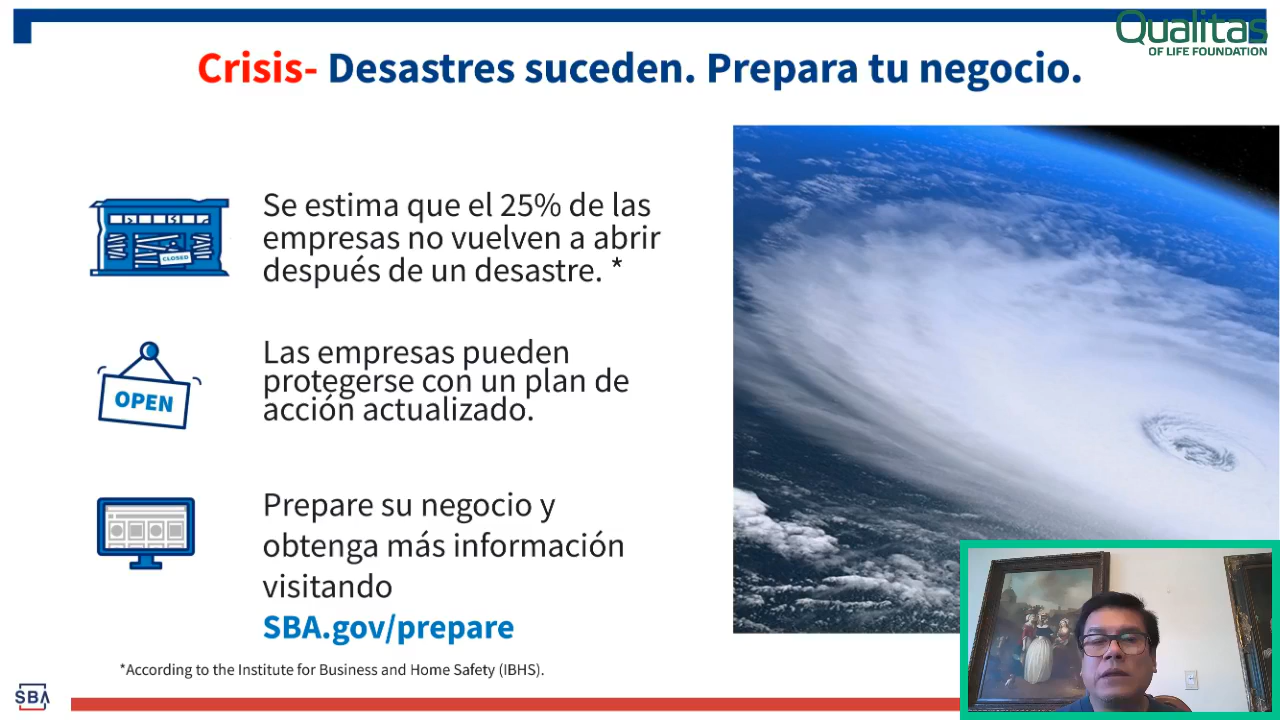 Qualitas
OF LIFE FOUNDATION
Crisis- Desastres suceden. Prepara tu negocio.
Se estima que el 25% de las
empresas no vuelven a abrir
después de un desastre. *
CLOSED
Las empresas pueden
protegerse con un plan de
acción actualizado.
OPEN
Prepare su negocio y
obtenga más información
visitando
SBA.gov/prepare
*According to the Institute for Business and Home Safety (IBHS).
SBA